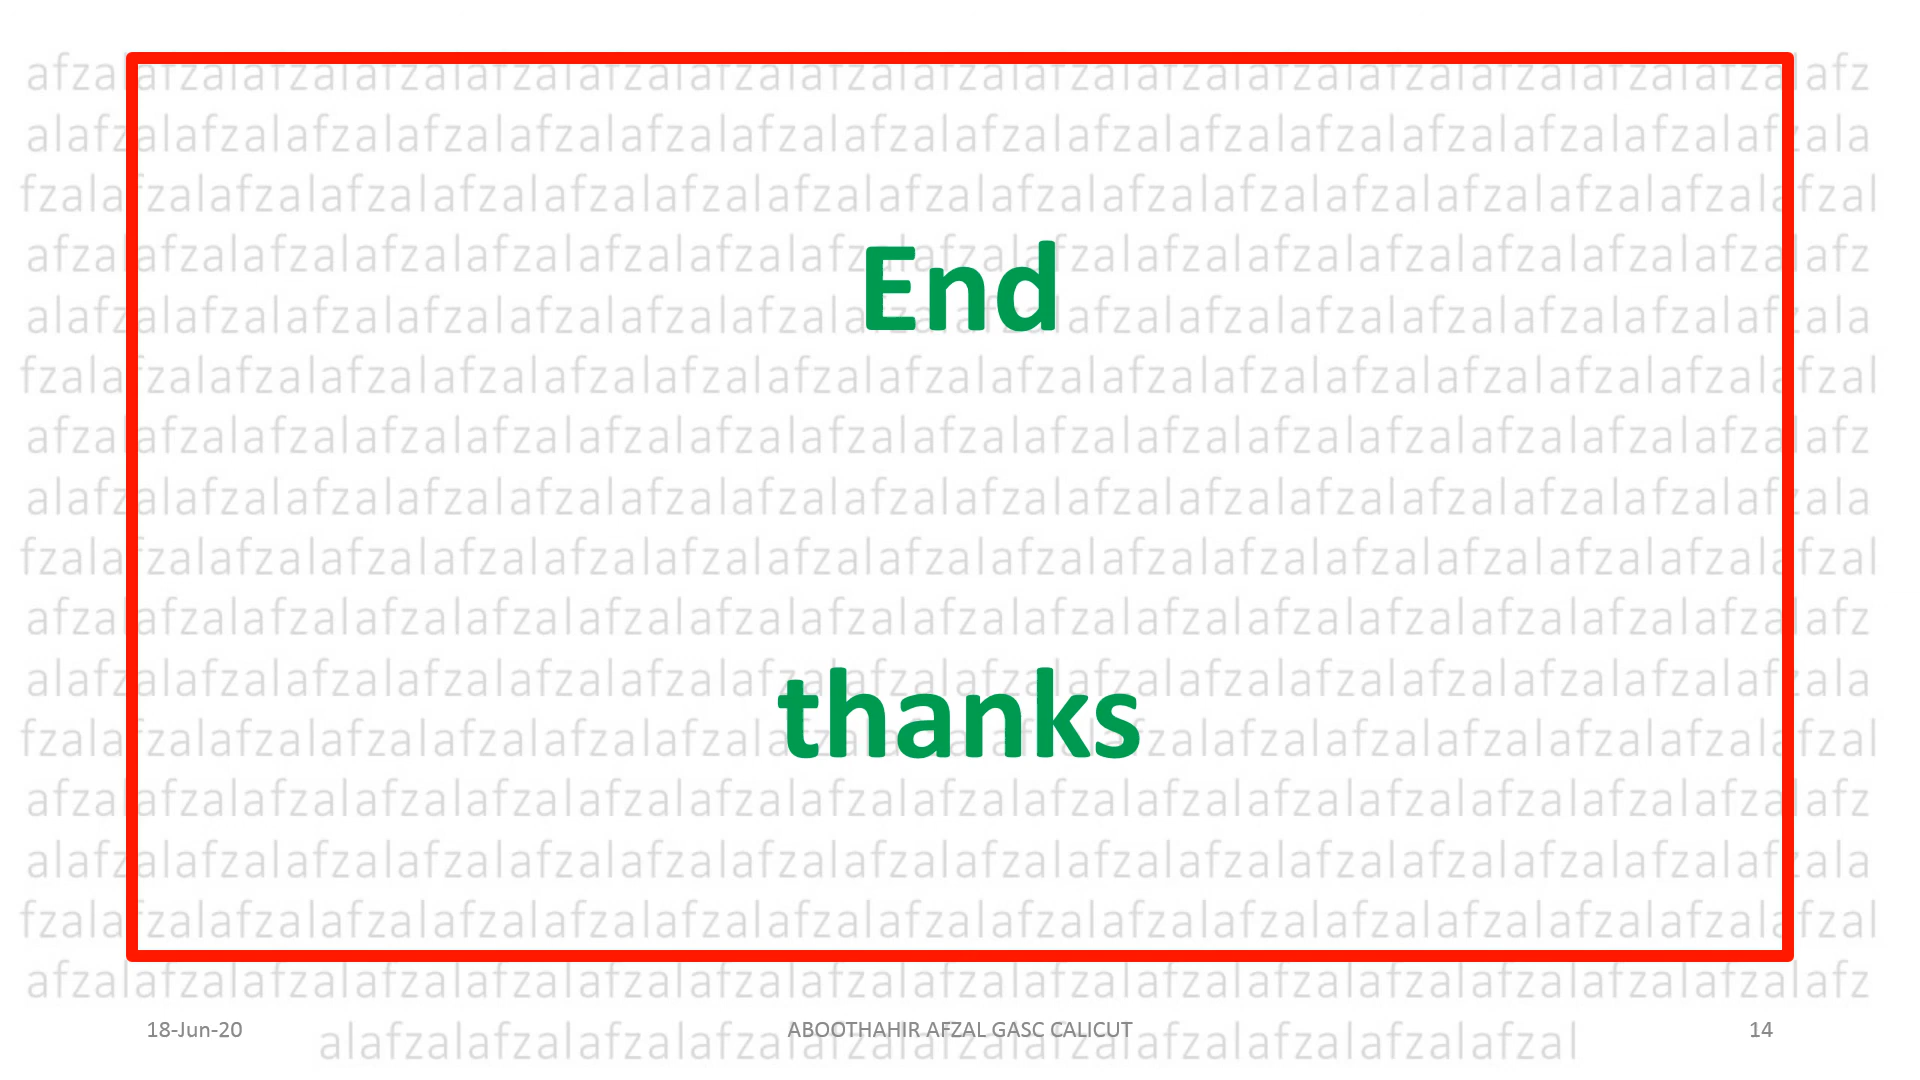 End
thanks
18-Jun-20
ABOOTHAHIR AFZAL GASC CALICUT
14